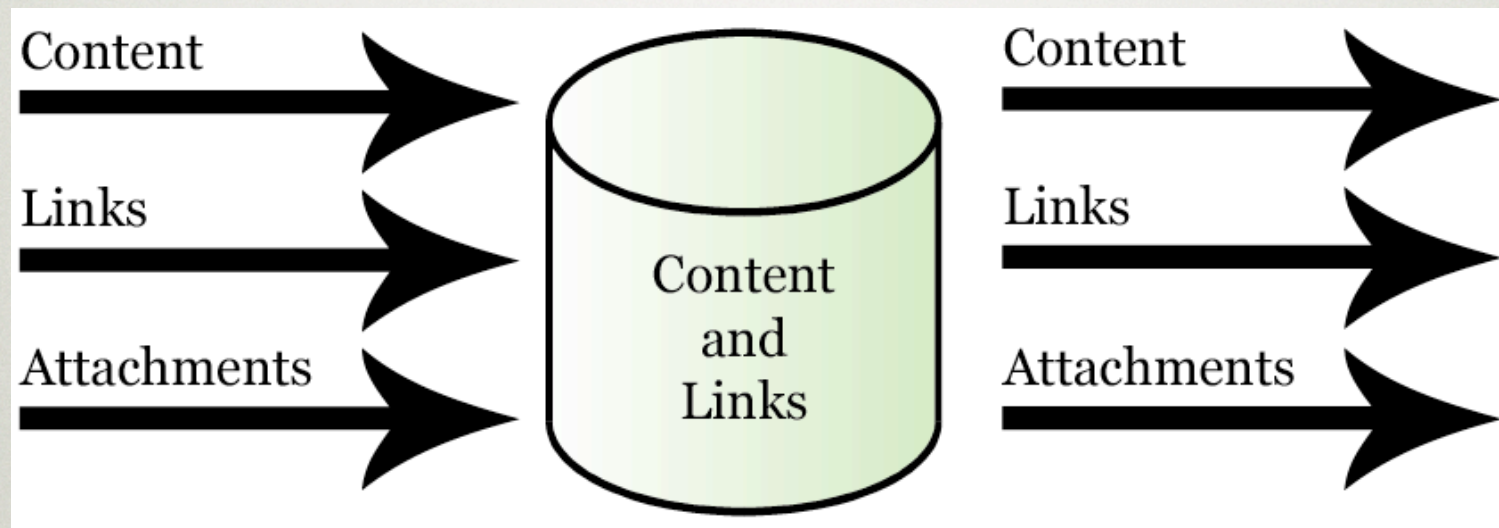 Content
Links
Attachments
Content
and
Links
Content
Links
Attachments